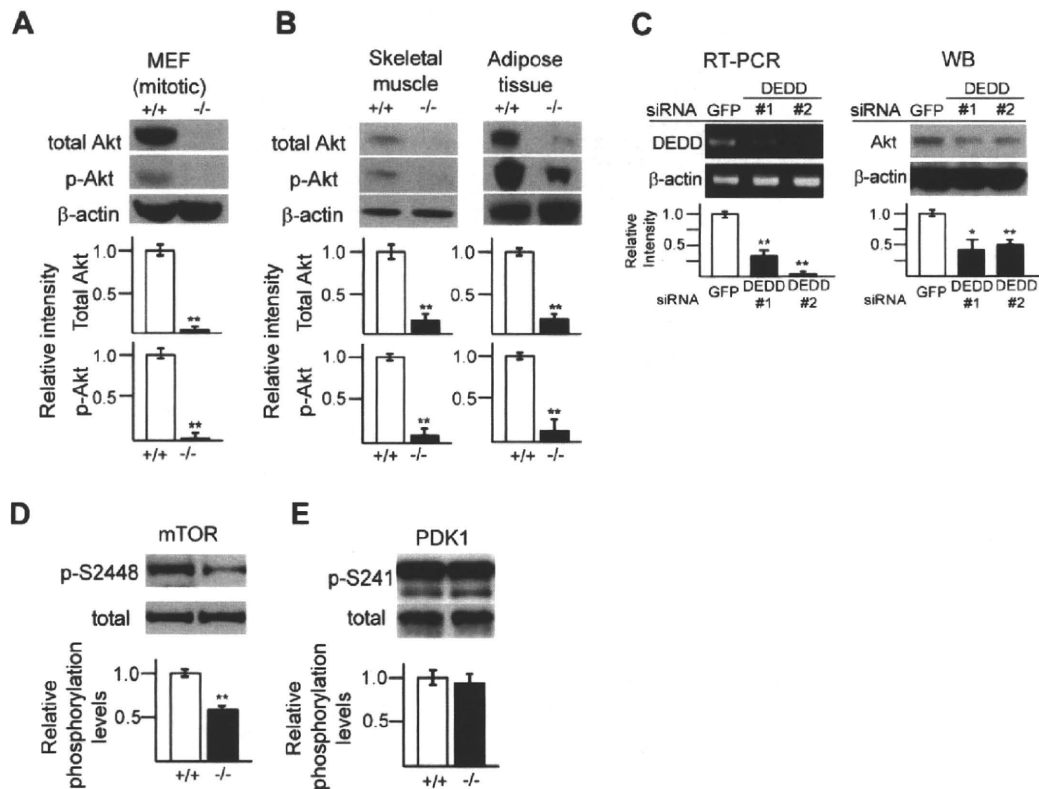 A
MEF
(mitotic)
+/+ -/-
total Akt
p-Akt
β-actin
Relative intensity
Total Akt
1.0
0.5
**
p-Akt
1.0
0.5
**
+/+ -/-
B
Skeletal
muscle
Adipose
tissue
+/+ -/- +/+ -/-
total Akt
p-Akt
β-actin
Relative intensity
Total Akt
1.0
0.5
**
1.0
0.5
**
p-Akt
1.0
0.5
**
1.0
0.5
**
+/+ -/- +/+ -/-
C
RT-PCR
DEDD
siRNA GFP #1 #2
DEDD
β-actin
Relative
Intensity
1.0
0.5
**
**
siRNA GFP DEDD DEDD
#1 #2
WB
DEDD
siRNA GFP #1 #2
Akt
β-actin
1.0
0.5
*
**
siRNA GFP DEDD DEDD
#1 #2
D
mTOR
p-S2448
total
Relative
phosphorylation
levels
1.0
0.5
**
+/+ -/-
E
PDK1
p-S241
total
Relative
phosphorylation
levels
1.0
0.5
+/+ -/-